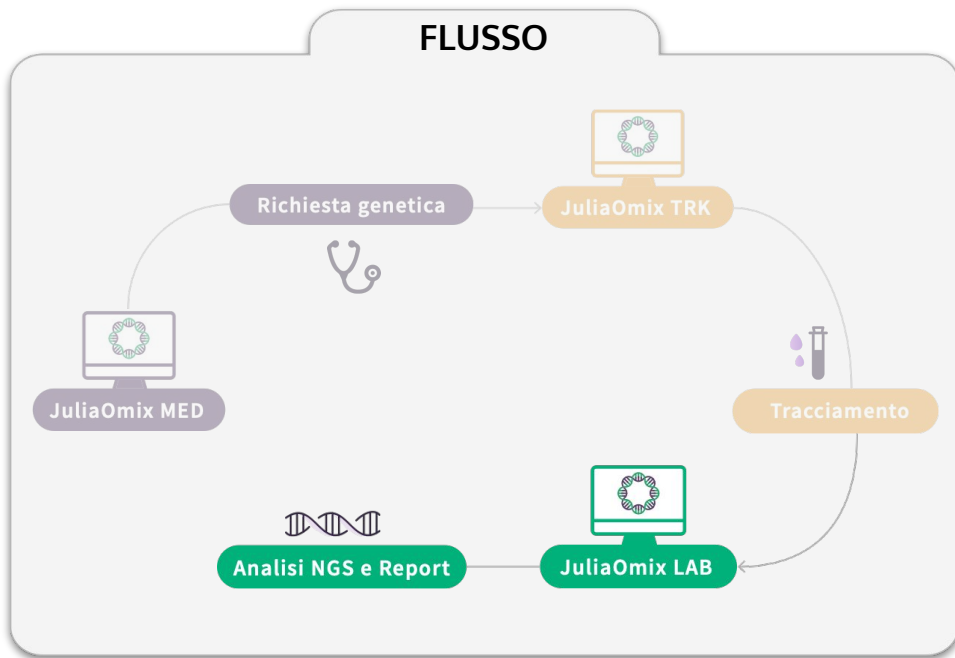 FLUSSO
Richiesta genetica
JuliaOmix TRK
JuliaOmix MED
Tracciamento
Analisi NGS e Report
JuliaOmix LAB